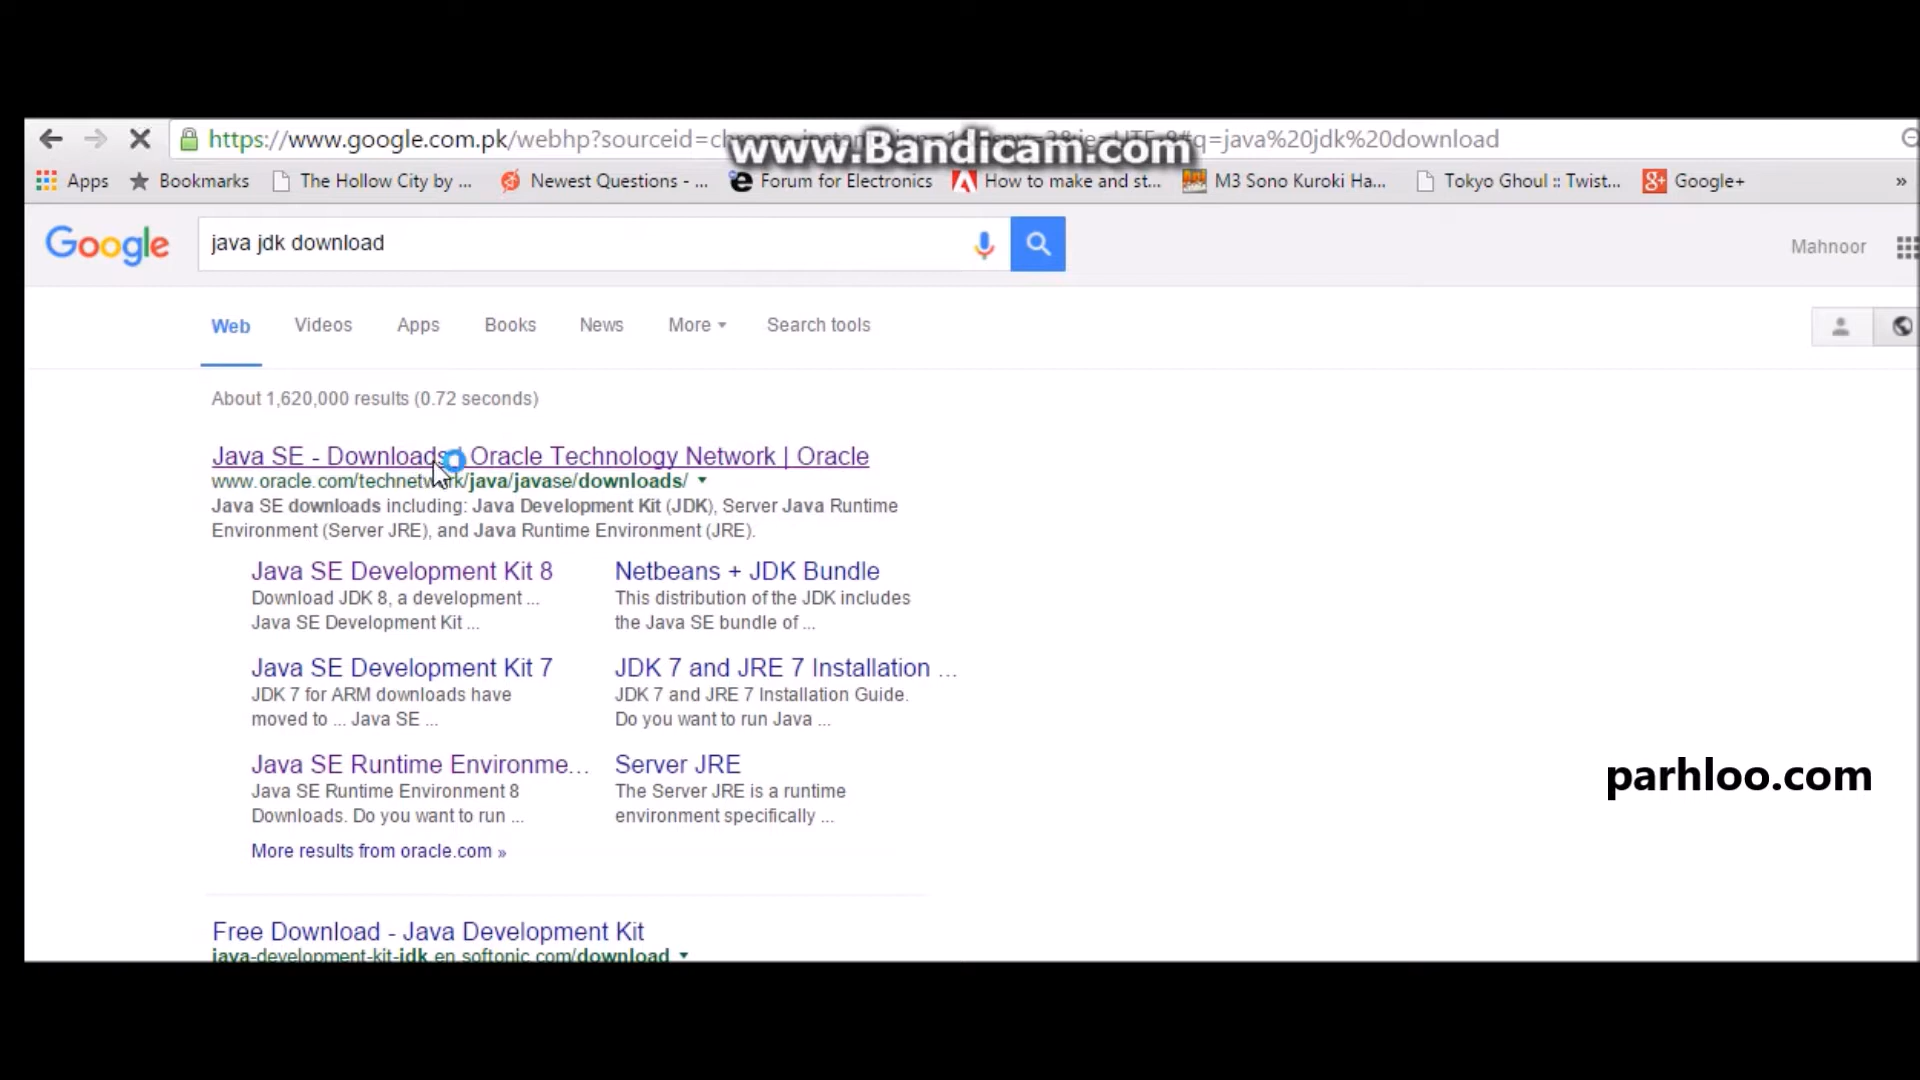 https://www.google.com.pk/webhp?sourceid=ch q=java%20jdk%20download
www.Bandicam.com
Apps Bookmarks The Hollow City by ... Newest Questions - ... Forum for Electronics How to make and st... M3 Sono Kuroki Ha... Tokyo Ghoul :: Twist... Google+ »
Google java jdk download Mahnoor
Web Videos Apps Books News More Search tools
About 1,620,000 results (0.72 seconds)
Java SE - Downloads | Oracle Technology Network | Oracle
www.oracle.com/technetwork/java/javase/downloads/
Java SE downloads including: Java Development Kit (JDK), Server Java Runtime
Environment (Server JRE), and Java Runtime Environment (JRE).
Java SE Development Kit 8
Download JDK 8, a development ...
Java SE Development Kit ...
Netbeans + JDK Bundle
This distribution of the JDK includes
the Java SE bundle of ...
Java SE Development Kit 7
JDK 7 for ARM downloads have
moved to ... Java SE ...
JDK 7 and JRE 7 Installation ...
JDK 7 and JRE 7 Installation Guide.
Do you want to run Java ...
Java SE Runtime Environme...
Java SE Runtime Environment 8
Downloads. Do you want to run ...
Server JRE
The Server JRE is a runtime
environment specifically ...
parhloo.com
More results from oracle.com »
Free Download - Java Development Kit
java-development-kit-jdk.en.softonic.com/download